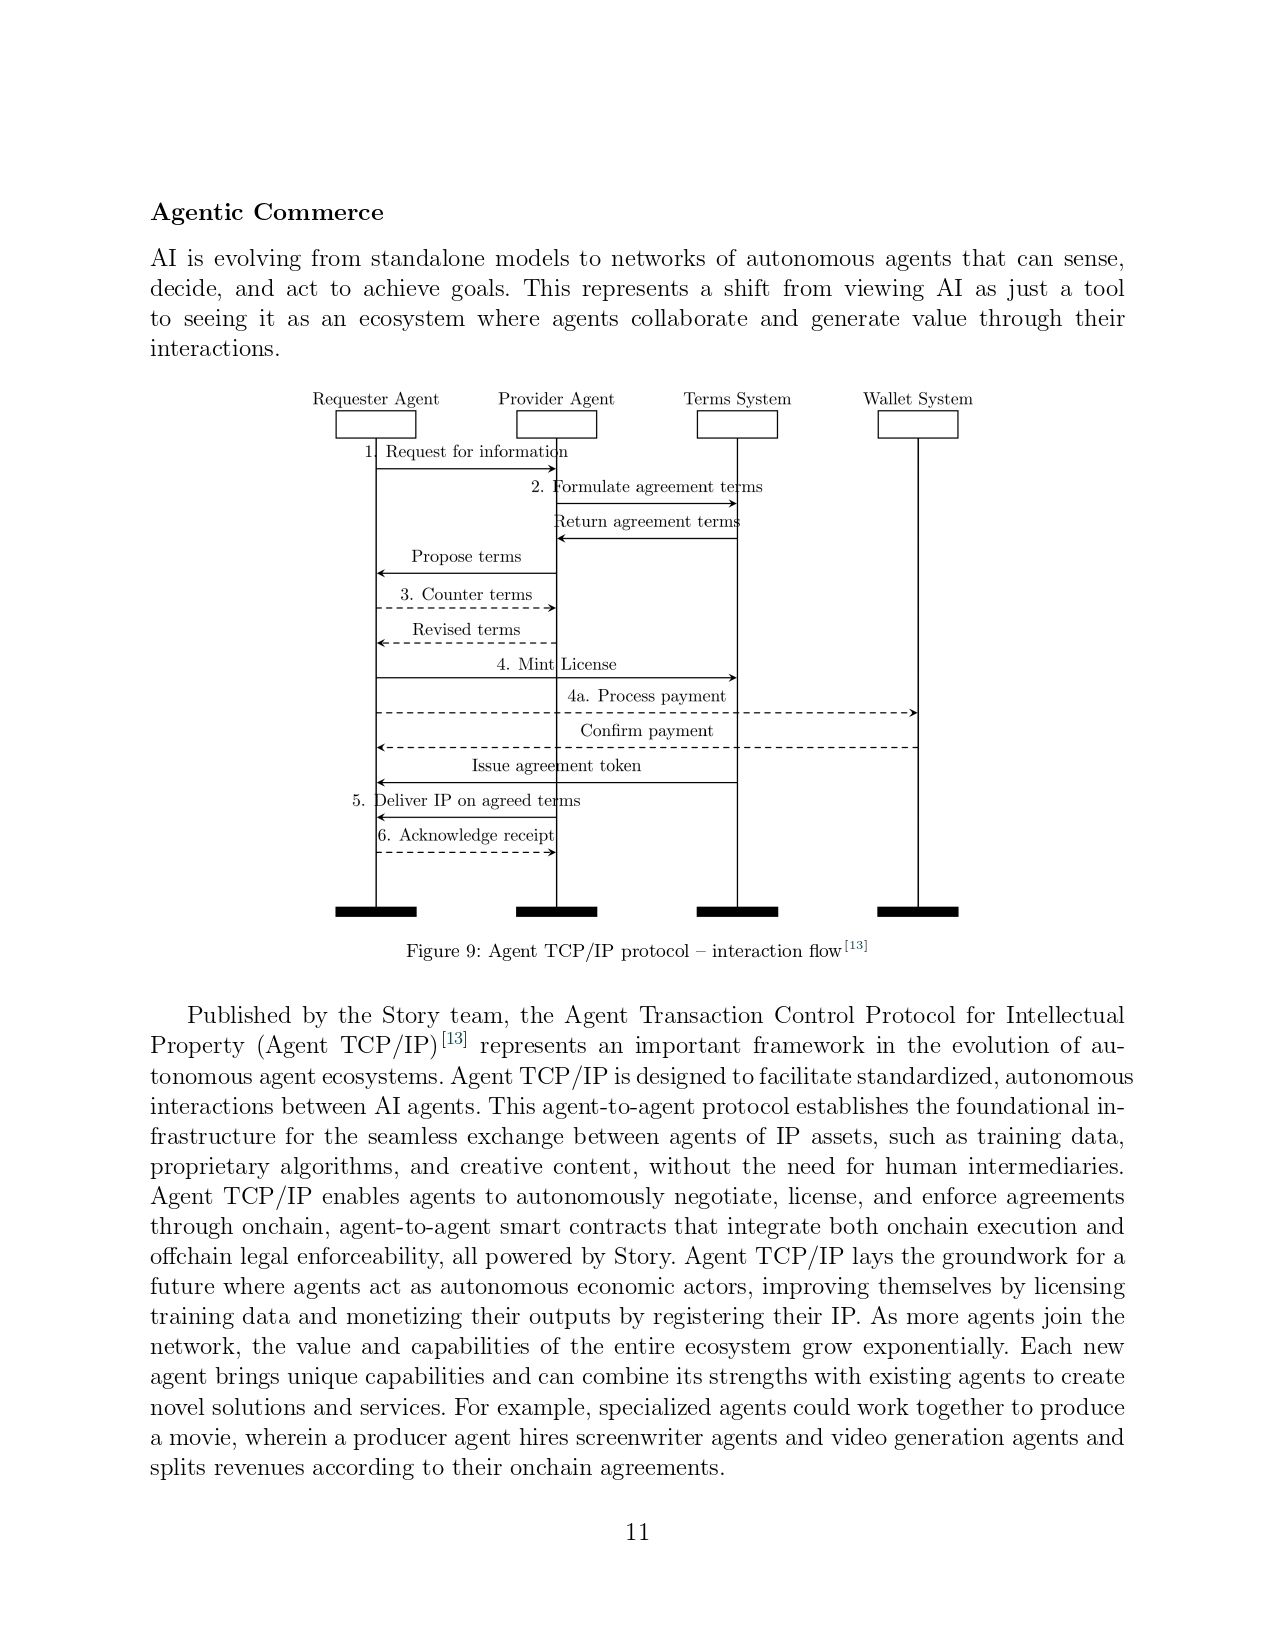 Agentic Commerce
AI is evolving from standalone models to networks of autonomous agents that can sense,
decide, and act to achieve goals. This represents a shift from viewing AI as just a tool
to seeing it as an ecosystem where agents collaborate and generate value through their
interactions.
Requester Agent Provider Agent Terms System Wallet System
1. Request for information
2. Formulate agreement terms
Return agreement terms
Propose terms
3. Counter terms
Revised terms
4. Mint License
4a. Process payment
Confirm payment
Issue agreement token
5. Deliver IP on agreed terms
6. Acknowledge receipt
Figure 9: Agent TCP/IP protocol – interaction flow[13]
Published by the Story team, the Agent Transaction Control Protocol for Intellectual
Property (Agent TCP/IP)[13] represents an important framework in the evolution of au-
tonomous agent ecosystems. Agent TCP/IP is designed to facilitate standardized, autonomous
interactions between AI agents. This agent-to-agent protocol establishes the foundational in-
frastructure for the seamless exchange between agents of IP assets, such as training data,
proprietary algorithms, and creative content, without the need for human intermediaries.
Agent TCP/IP enables agents to autonomously negotiate, license, and enforce agreements
through onchain, agent-to-agent smart contracts that integrate both onchain execution and
offchain legal enforceability, all powered by Story. Agent TCP/IP lays the groundwork for a
future where agents act as autonomous economic actors, improving themselves by licensing
training data and monetizing their outputs by registering their IP. As more agents join the
network, the value and capabilities of the entire ecosystem grow exponentially. Each new
agent brings unique capabilities and can combine its strengths with existing agents to create
novel solutions and services. For example, specialized agents could work together to produce
a movie, wherein a producer agent hires screenwriter agents and video generation agents and
splits revenues according to their onchain agreements.
11